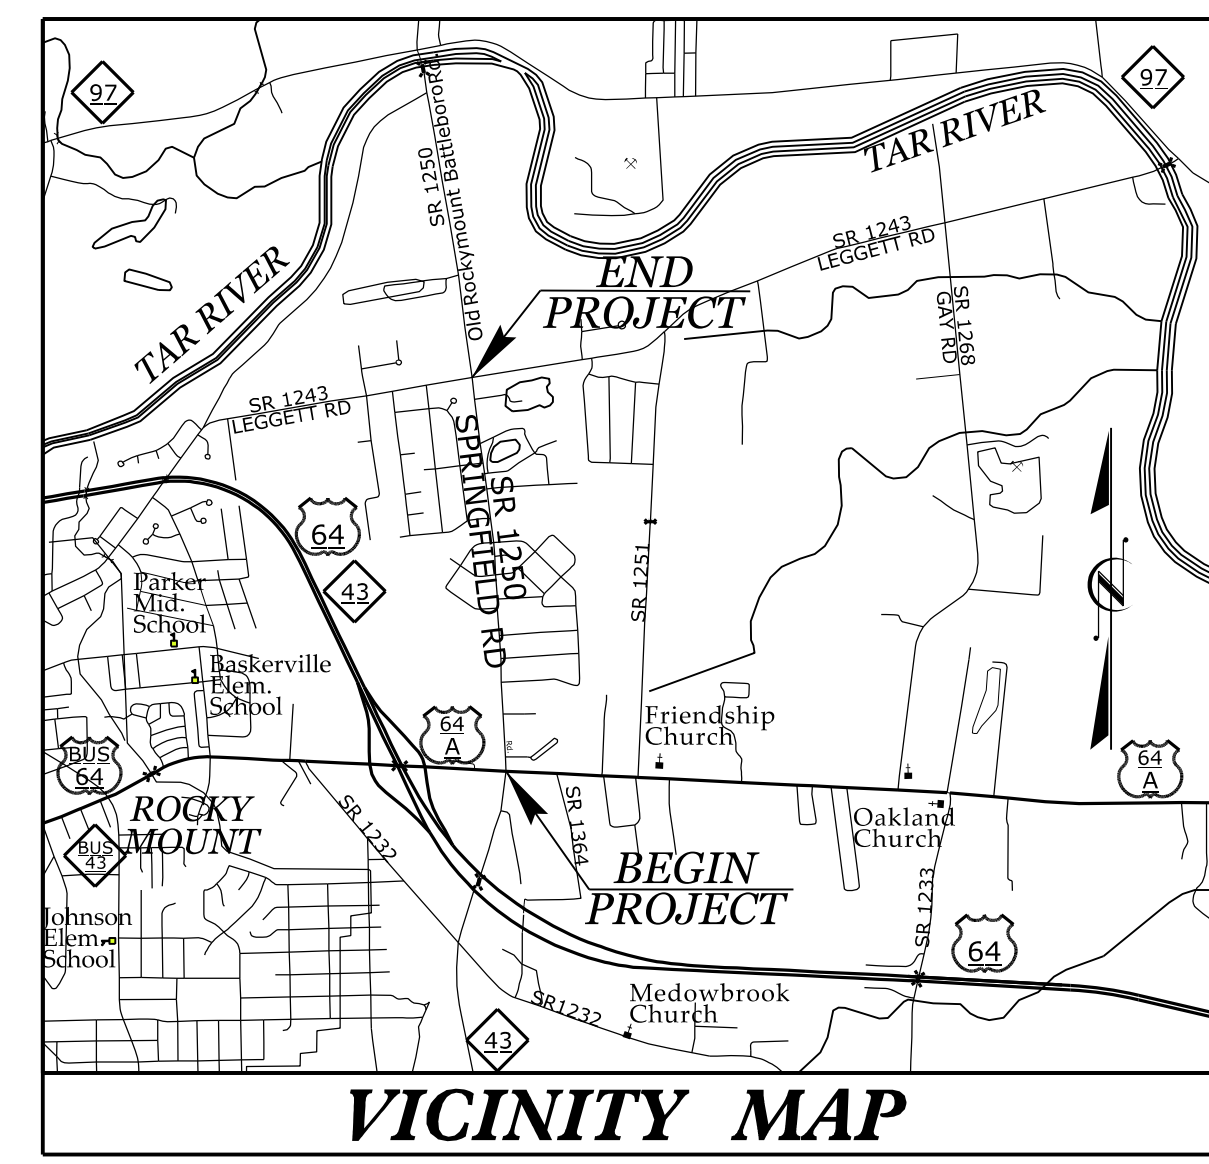 97
97
TAR RIVER
Old Rockymount Battleboro Rd.
SR 1250
SR 1243
LEGGETT RD
TAR RIVER
END
PROJECT
SR 1268
GAY RD
SR 1243
LEGGETT RD
SPRINGFIELD RD
SR 1250
64
43
SR 1251
N
Parker
Mid.
School
Baskerville
Elem.
School
64
A
Friendship
Church
Rd.
BUS
64
64
A
ROCKY
MOUNT
SR 1232
SR 1364
Oakland
Church
BUS
43
BEGIN
PROJECT
SR 1233
Johnson
Elem.
School
64
SR1232
Medowbrook
Church
43
VICINITY MAP